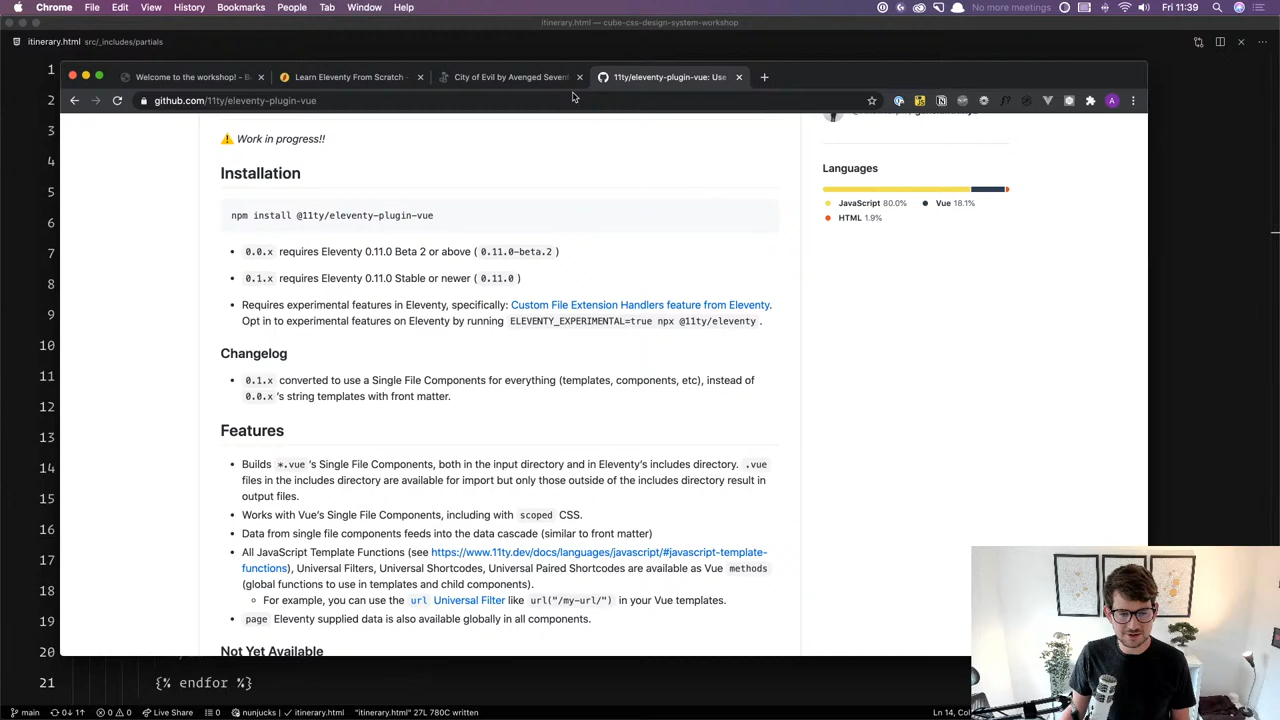 Chrome File Edit View History Bookmarks People Tab Window Help No meetings Fri 11:39
itinerary.html — cube-css-design-system-workshop
itinerary.html src/_includes/partials
Welcome to the workshop! - B
Learn Eleventy From Scratch -
City of Evil by Avenged Seven
11ty/eleventy-plugin-vue: Use
github.com/11ty/eleventy-plugin-vue
A
Work in progress!!
Installation
npm install @11ty/eleventy-plugin-vue
0.0.x requires Eleventy 0.11.0 Beta 2 or above ( 0.11.0-beta.2 )
0.1.x requires Eleventy 0.11.0 Stable or newer ( 0.11.0 )
Requires experimental features in Eleventy, specifically: Custom File Extension Handlers feature from Eleventy.
Opt in to experimental features on Eleventy by running ELEVENTY_EXPERIMENTAL=true npx @11ty/eleventy .
Changelog
0.1.x converted to use a Single File Components for everything (templates, components, etc), instead of
0.0.x 's string templates with front matter.
Features
Builds *.vue 's Single File Components, both in the input directory and in Eleventy's includes directory. .vue
files in the includes directory are available for import but only those outside of the includes directory result in
output files.
Works with Vue's Single File Components, including with scoped CSS.
Data from single file components feeds into the data cascade (similar to front matter)
All JavaScript Template Functions (see https://www.11ty.dev/docs/languages/javascript/#javascript-template-
functions), Universal Filters, Universal Shortcodes, Universal Paired Shortcodes are available as Vue methods
(global functions to use in templates and child components).
For example, you can use the url Universal Filter like url("/my-url/") in your Vue templates.
page Eleventy supplied data is also available globally in all components.
Not Yet Available
Languages
JavaScript 80.0% Vue 18.1%
HTML 1.9%
1
2
3
4
5
6
7
8
9
10
11
12
13
14
15
16
17
18
19
20
21 {% endfor %}
main 0↓ 1↑ 0 0 Live Share 0 nunjucks itinerary.html "itinerary.html" 27L 780C written Ln 14, Co